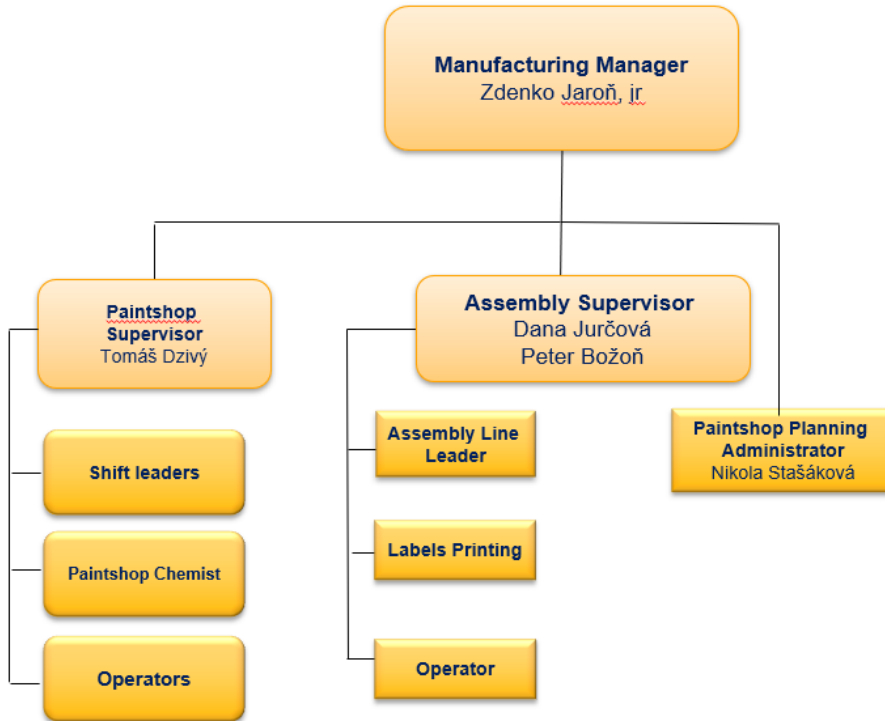 Manufacturing Manager
Zdenko Jaroň, jr
Paintshop
Supervisor
Tomáš Dzivý
Assembly Supervisor
Dana Jurčová
Peter Božoň
Paintshop Planning
Administrator
Nikola Stašáková
Shift leaders
Paintshop Chemist
Operators
Assembly Line
Leader
Labels Printing
Operator